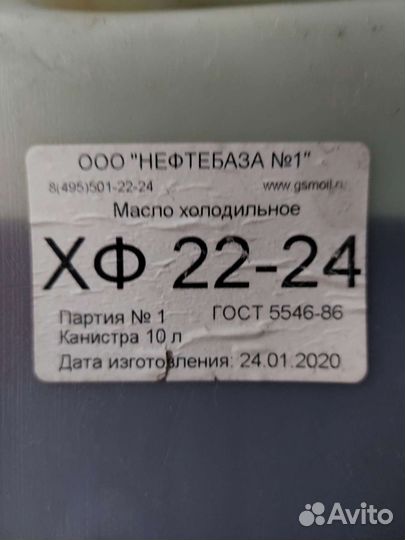 ООО "НЕФТЕБАЗА №1"
8(495)501-22-24 www.gsmoil.ru
Масло холодильное
ХФ 22-24
Партия № 1 ГОСТ 5546-86
Канистра 10 л
Дата изготовления: 24.01.2020
Avito